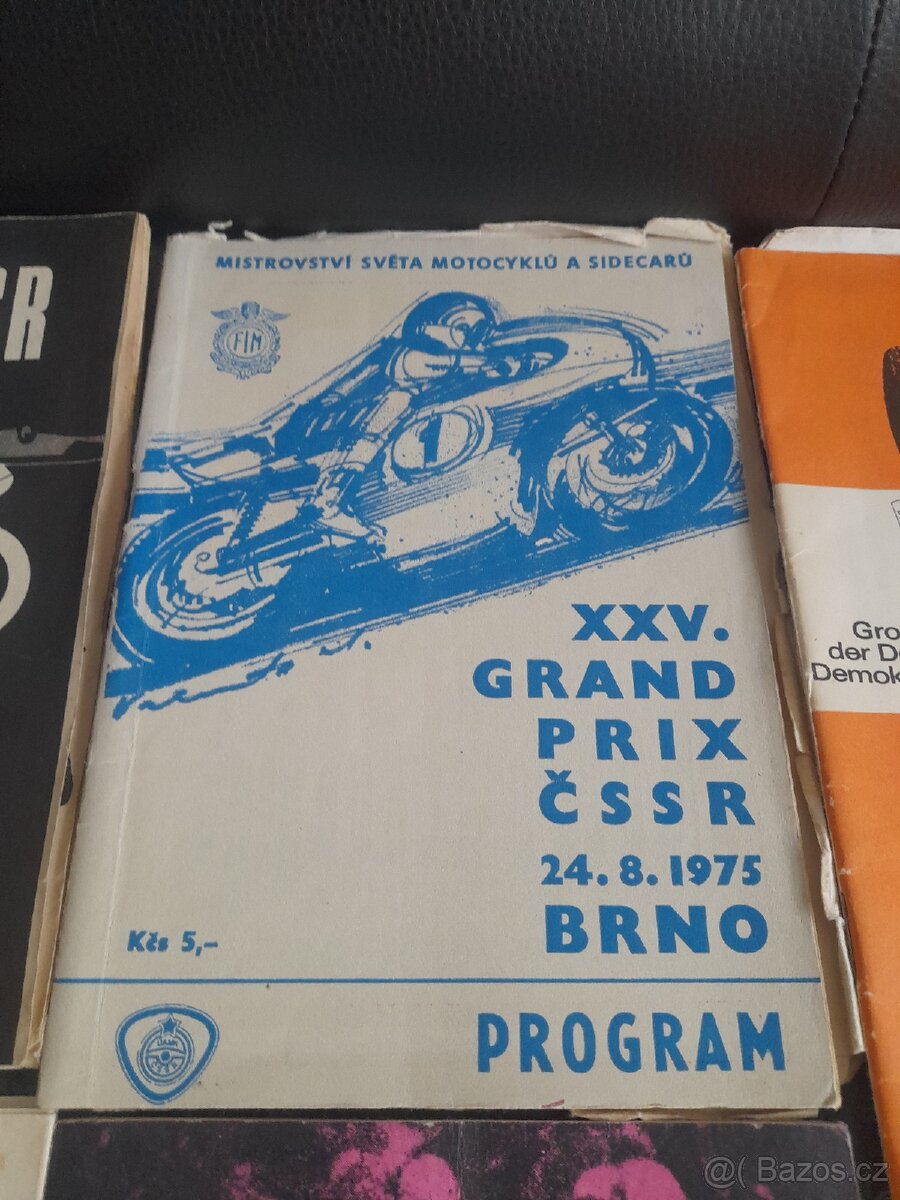 MISTROVSTVÍ SVĚTA MOTOCYKLŮ A SIDECARŮ
FIM
1
XXV.
GRAND
PRIX
ČSSR
24. 8. 1975
BRNO
Kčs 5,-
PROGRAM
Gro
der De
Demok
@( Bazos.cz